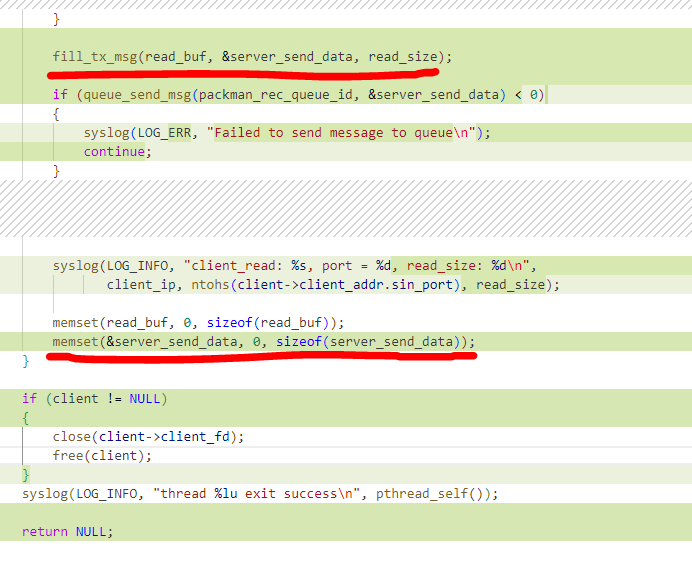 }
fill_tx_msg(read_buf, &server_send_data, read_size);
if (queue_send_msg(packman_rec_queue_id, &server_send_data) < 0)
{
syslog(LOG_ERR, "Failed to send message to queue\n");
continue;
}
syslog(LOG_INFO, "client_read: %s, port = %d, read_size: %d\n",
client_ip, ntohs(client->client_addr.sin_port), read_size);
memset(read_buf, 0, sizeof(read_buf));
memset(&server_send_data, 0, sizeof(server_send_data));
}
if (client != NULL)
{
close(client->client_fd);
free(client);
}
syslog(LOG_INFO, "thread %lu exit success\n", pthread_self());
return NULL;